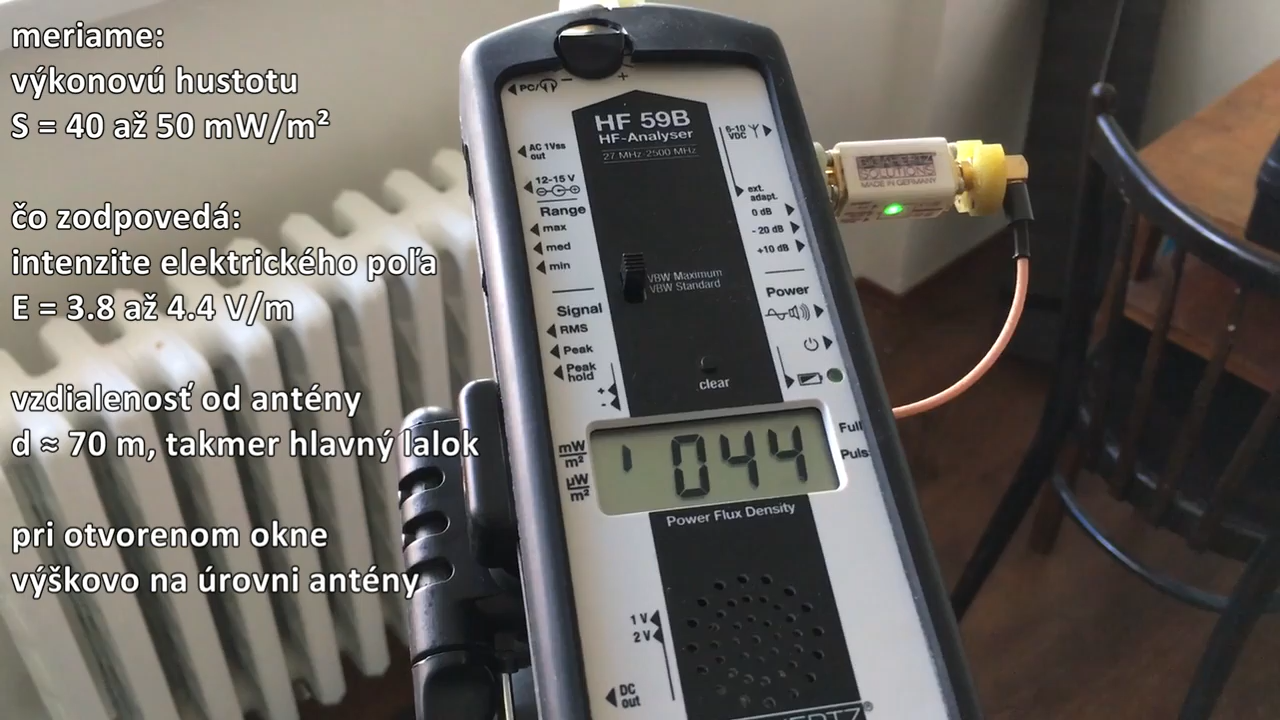 meriame:
výkonovú hustotu
S = 40 až 50 mW/m²
čo zodpovedá:
intenzite elektrického poľa
E = 3.8 až 4.4 V/m
vzdialenosť od antény
d ≈ 70 m, takmer hlavný lalok
pri otvorenom okne
výškovo na úrovni antény
PC/
− +
HF 59B
HF-Analyser
27 MHz-2500 MHz
AC 1Vss
out
12-15 V
Range
max
med
min
Signal
RMS
Peak
Peak
hold
+
-
VBW Maximum
VBW Standard
clear
6-10
VDC
ext.
adapt.
0 dB
- 20 dB
+10 dB
Power
SOLUTIONS
MADE IN GERMANY
mW
m²
µW
m²
' 044
Full
Puls
Power Flux Density
1 V
2 V
DC
out